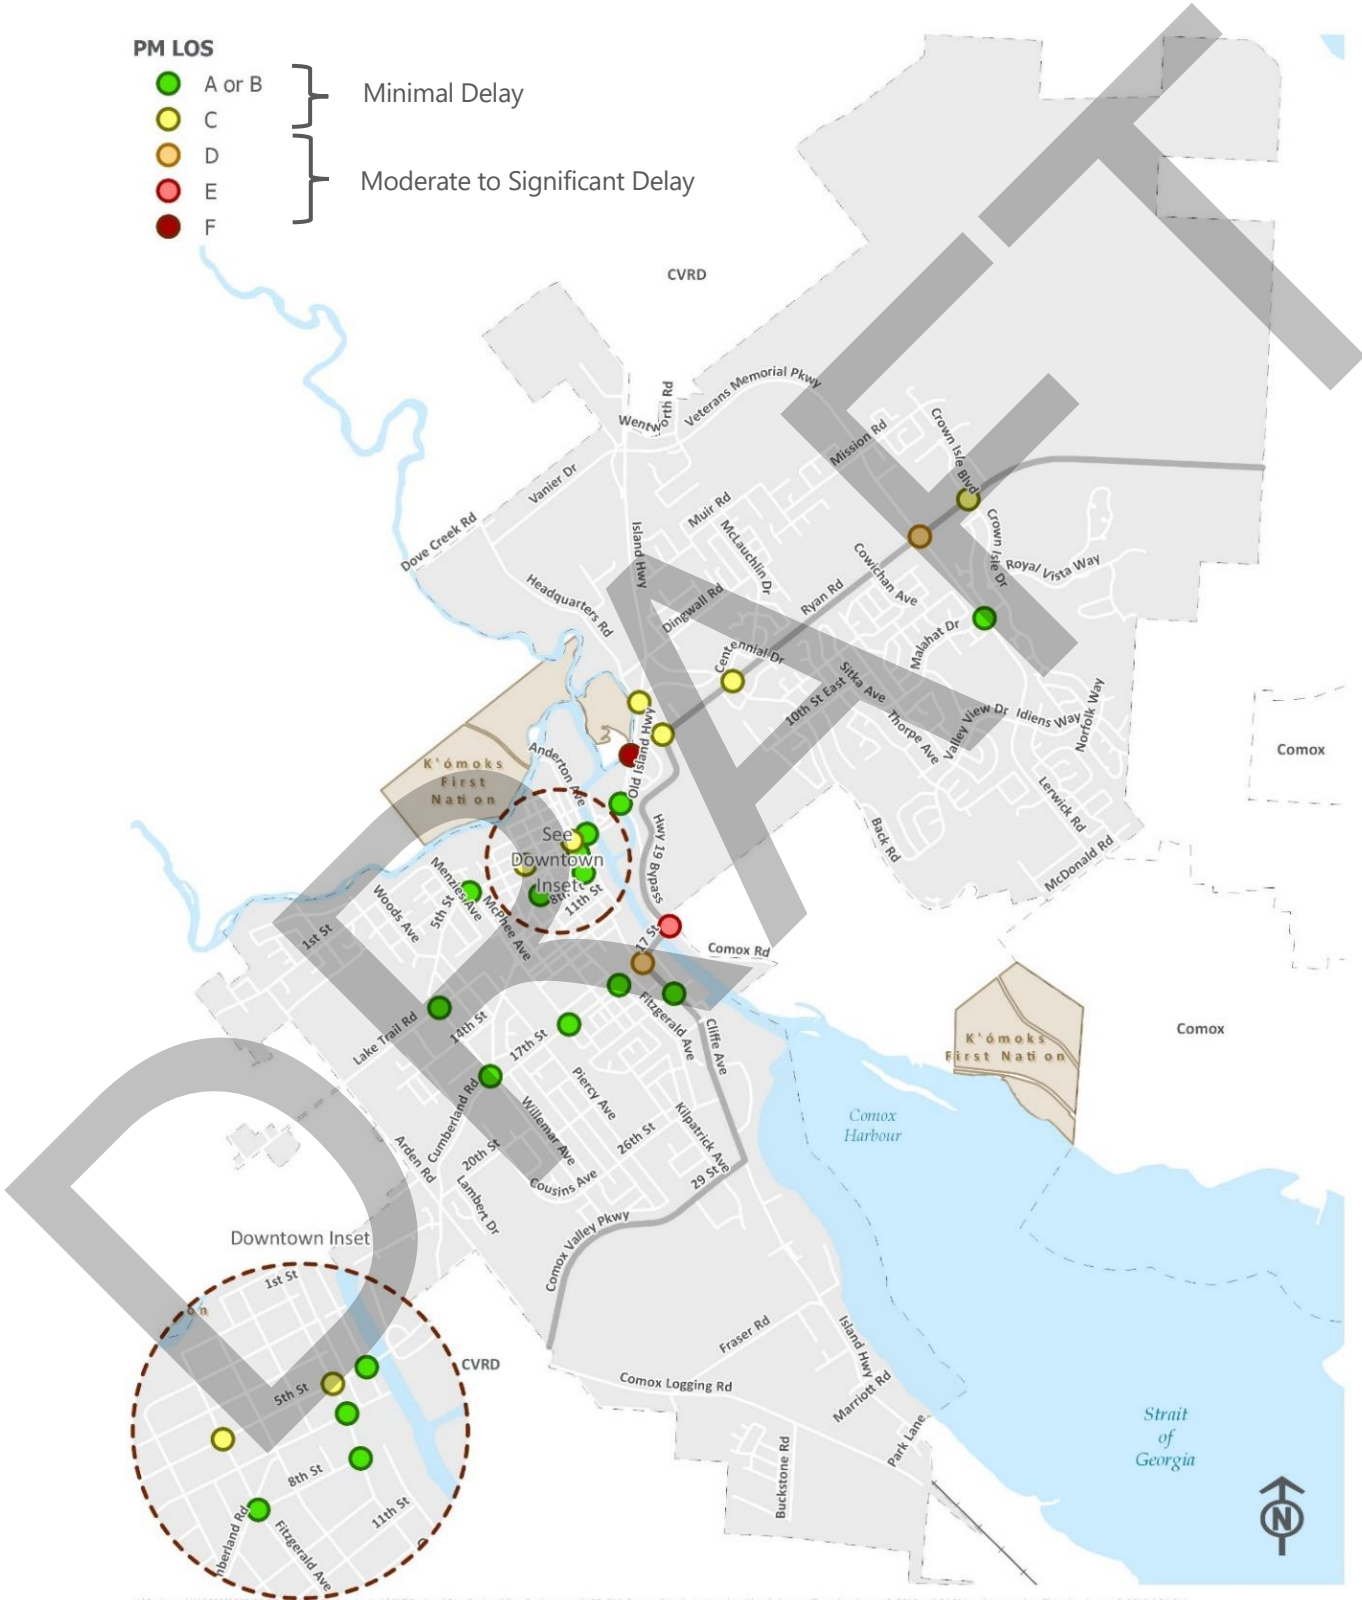 PM LOS
A or B
C
D
E
F
Minimal Delay
Moderate to Significant Delay
CVRD
Veterans Memorial Pkwy
Wentworth Rd
Mission Rd
Crown Isle Blvd
Vanier Dr
Muir Rd
Dove Creek Rd
Island Hwy
McLaughlin Dr
Crown Isle Dr
Royal Vista Way
Cowichan Ave
Headquarters Rd
Dingwall Rd
Ryan Rd
Malahat Dr
Centennial Dr
Sitka Ave
10th St East
Thorpe Ave
Valley View Dr
Idiens Way
Norfolk Way
Old Island Hwy
Anderton Ave
K'ómoks
First
Nation
Comox
Lerwick Rd
Back Rd
McDonald Rd
Hwy 19 Bypass
See
Downtown
Inset
8th
11th St
Menzies Ave
McPhee Ave
Woods Ave
5th St
1st St
17 St
Comox Rd
Fitzgerald Ave
Cliffe Ave
Lake Trail Rd
14th St
17th St
K'ómoks
First Nation
Comox
Piercy Ave
Willemar Ave
Cumberland Rd
Kilpatrick Ave
26th St
20th St
Arden Rd
Cousins Ave
29 St
Lambert Dr
Comox Valley Pkwy
Comox
Harbour
Downtown Inset
1st St
on
5th St
8th St
11th St
mberland Rd
Fitzgerald Ave
CVRD
Fraser Rd
Island Hwy
Comox Logging Rd
Marriott Rd
Park Lane
Buckstone Rd
Strait
of
Georgia
N
DRAFT